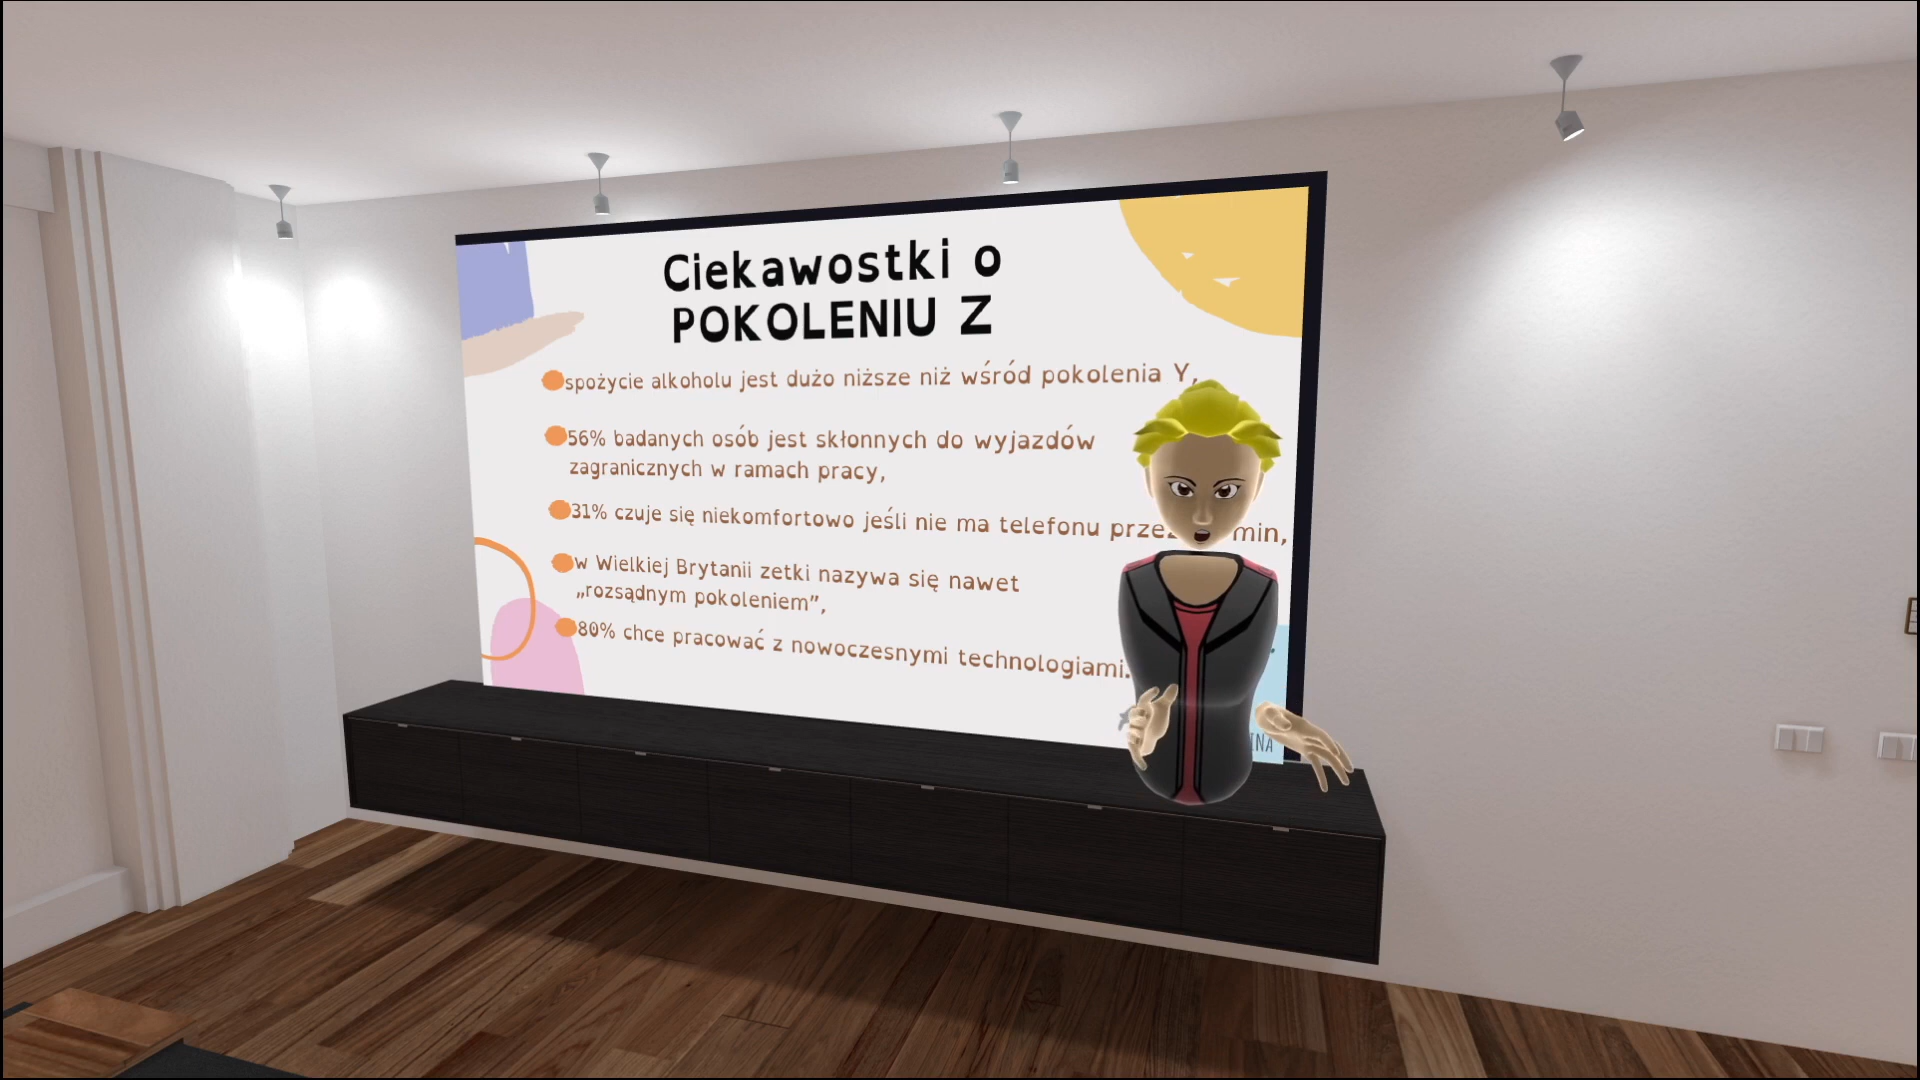 Ciekawostki o
POKOLENIU Z
spożycie alkoholu jest dużo niższe niż wśród pokolenia Y,
56% badanych osób jest skłonnych do wyjazdów
zagranicznych w ramach pracy,
31% czuje się niekomfortowo jeśli nie ma telefonu min,
w Wielkiej Brytanii zetki nazywa się nawet
„rozsądnym pokoleniem”,
80% chce pracować z nowoczesnymi technologiami.